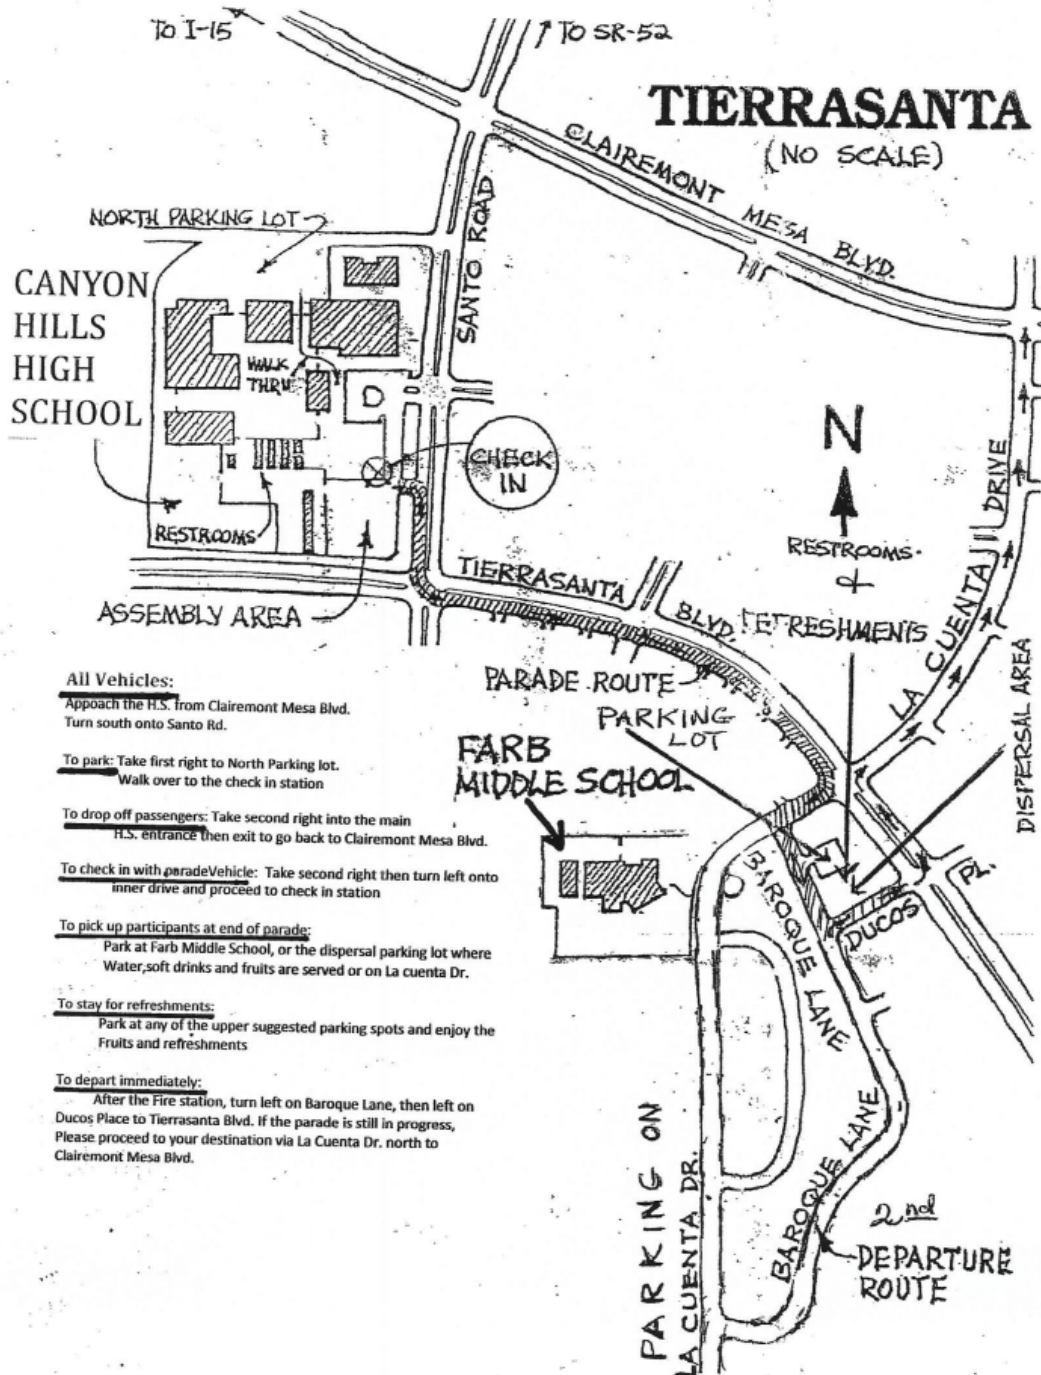 TO I-15
TO SR-52
TIERRASANTA
(NO SCALE)
CLAIREMONT MESA BLVD.
NORTH PARKING LOT
SANTO ROAD
CANYON
HILLS
HIGH
SCHOOL
WALK
THRU
D
N
CHECK
IN
LA CUENTA DRIVE
RESTROOMS
RESTROOMS
&
REFRESHMENTS
TIERRASANTA BLVD.
ASSEMBLY AREA
DISPERSAL AREA
PARADE ROUTE
PARKING
LOT
FARB
MIDDLE SCHOOL
All Vehicles:
Appoach the H.S. from Clairemont Mesa Blvd.
Turn south onto Santo Rd.
To park: Take first right to North Parking lot.
Walk over to the check in station
To drop off passengers: Take second right into the main
H.S. entrance then exit to go back to Clairemont Mesa Blvd.
To check in with paradeVehicle: Take second right then turn left onto
inner drive and proceed to check in station
To pick up participants at end of parade:
Park at Farb Middle School, or the dispersal parking lot where
Water,soft drinks and fruits are served or on La cuenta Dr.
To stay for refreshments:
Park at any of the upper suggested parking spots and enjoy the
Fruits and refreshments
To depart immediately:
After the Fire station, turn left on Baroque Lane, then left on
Ducos Place to Tierrasanta Blvd. If the parade is still in progress,
Please proceed to your destination via La Cuenta Dr. north to
Clairemont Mesa Blvd.
BAROQUE LANE
DUCOS PL.
BAROQUE LANE
PARKING ON
LA CUENTA DR.
2nd
DEPARTURE
ROUTE